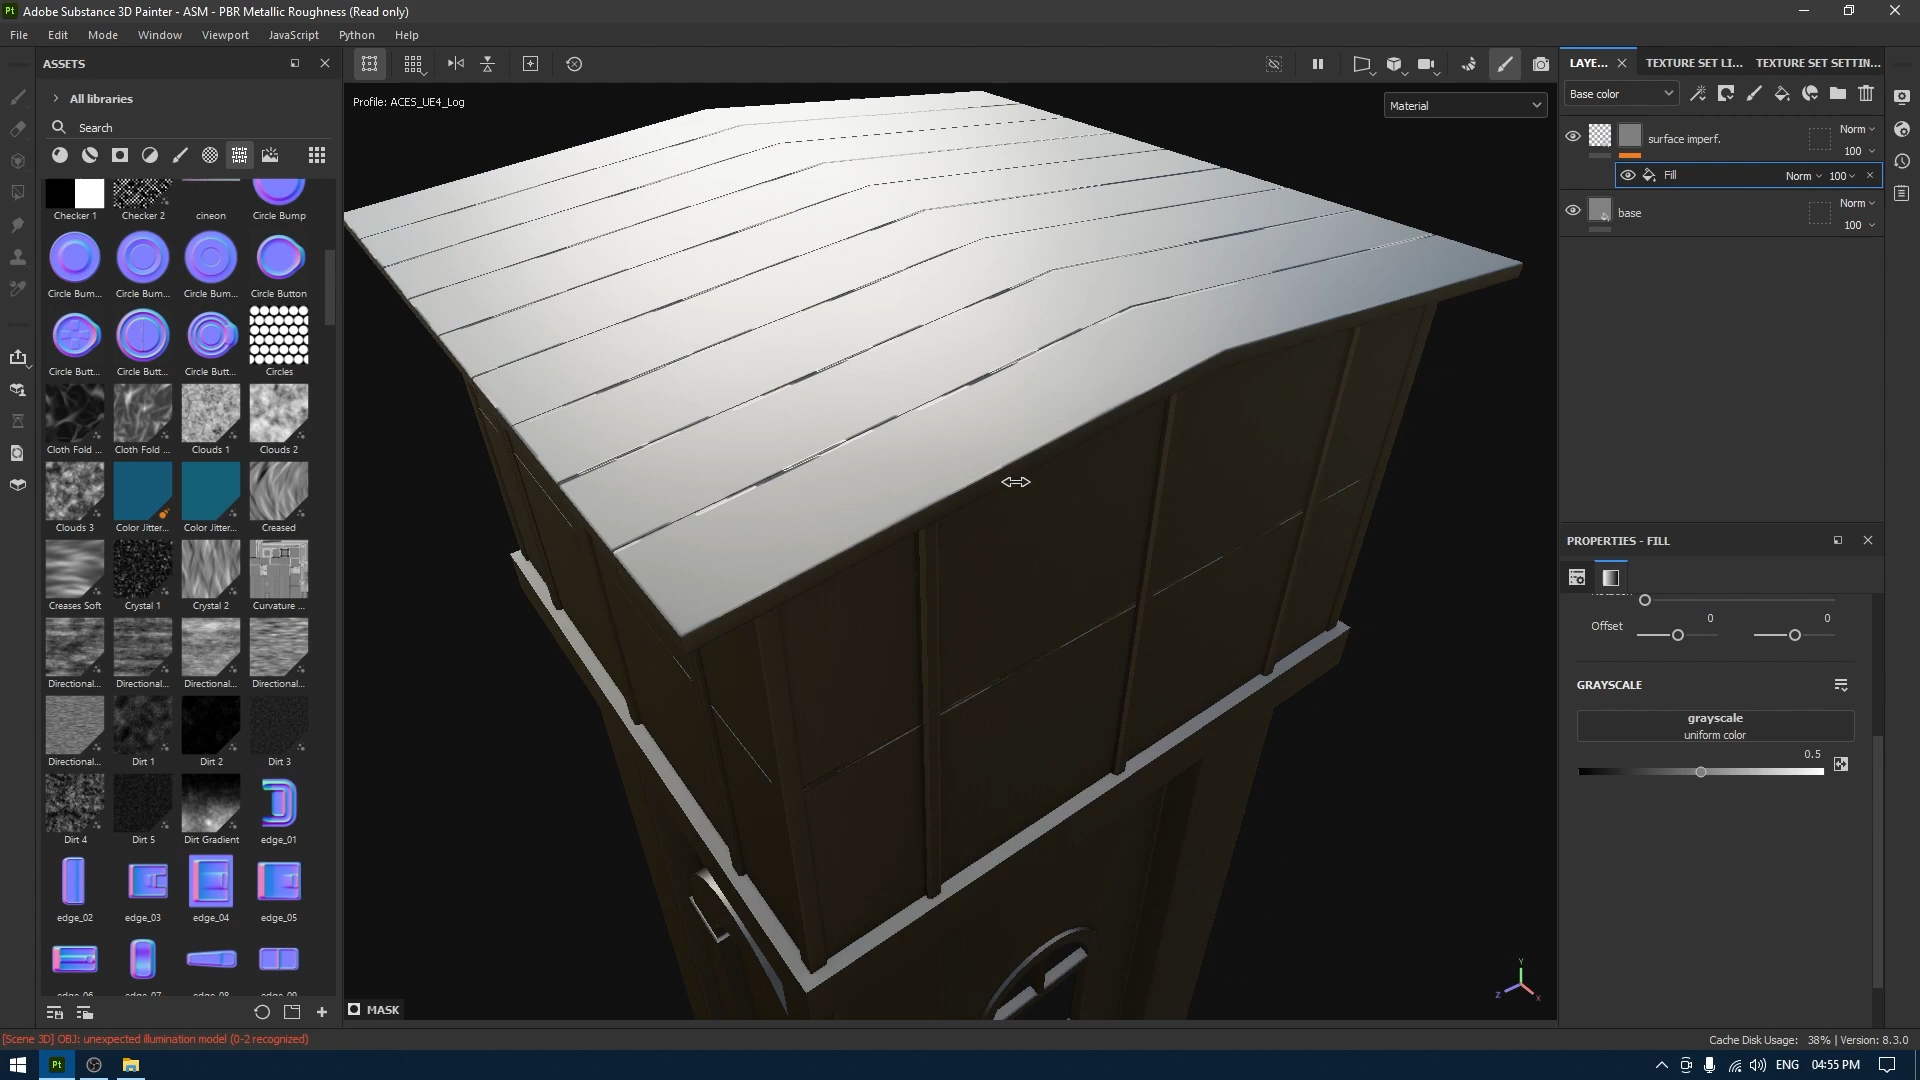 Pt Adobe Substance 3D Painter - ASM - PBR Metallic Roughness (Read only)
File Edit Mode Window Viewport JavaScript Python Help
ASSETS
All libraries
Search
Checker 1 Checker 2 cineon Circle Bump
Circle Bum... Circle Bum... Circle Bum... Circle Button
Circle Butt... Circle Butt... Circle Butt... Circles
Cloth Fold ... Cloth Fold ... Clouds 1 Clouds 2
Clouds 3 Color Jitter... Color Jitter... Creased
Creases Soft Crystal 1 Crystal 2 Curvature ...
Directional... Directional... Directional... Directional...
Directional... Dirt 1 Dirt 2 Dirt 3
Dirt 4 Dirt 5 Dirt Gradient edge_01
edge_02 edge_03 edge_04 edge_05
edge_06 edge_07 edge_08 edge_09
Profile: ACES_UE4_Log
Material
MASK
Y
Z
X
LAYE... TEXTURE SET LI... TEXTURE SET SETTIN...
Base color
surface imperf. Norm
100
Fill Norm 100
base Norm
100
PROPERTIES - FILL
Rotation
Offset 0 0
GRAYSCALE
grayscale
uniform color
0.5
[Scene 3D] OBJ: unexpected illumination model (0-2 recognized)
Cache Disk Usage: 38% | Version: 8.3.0
Pt
ENG 04:55 PM